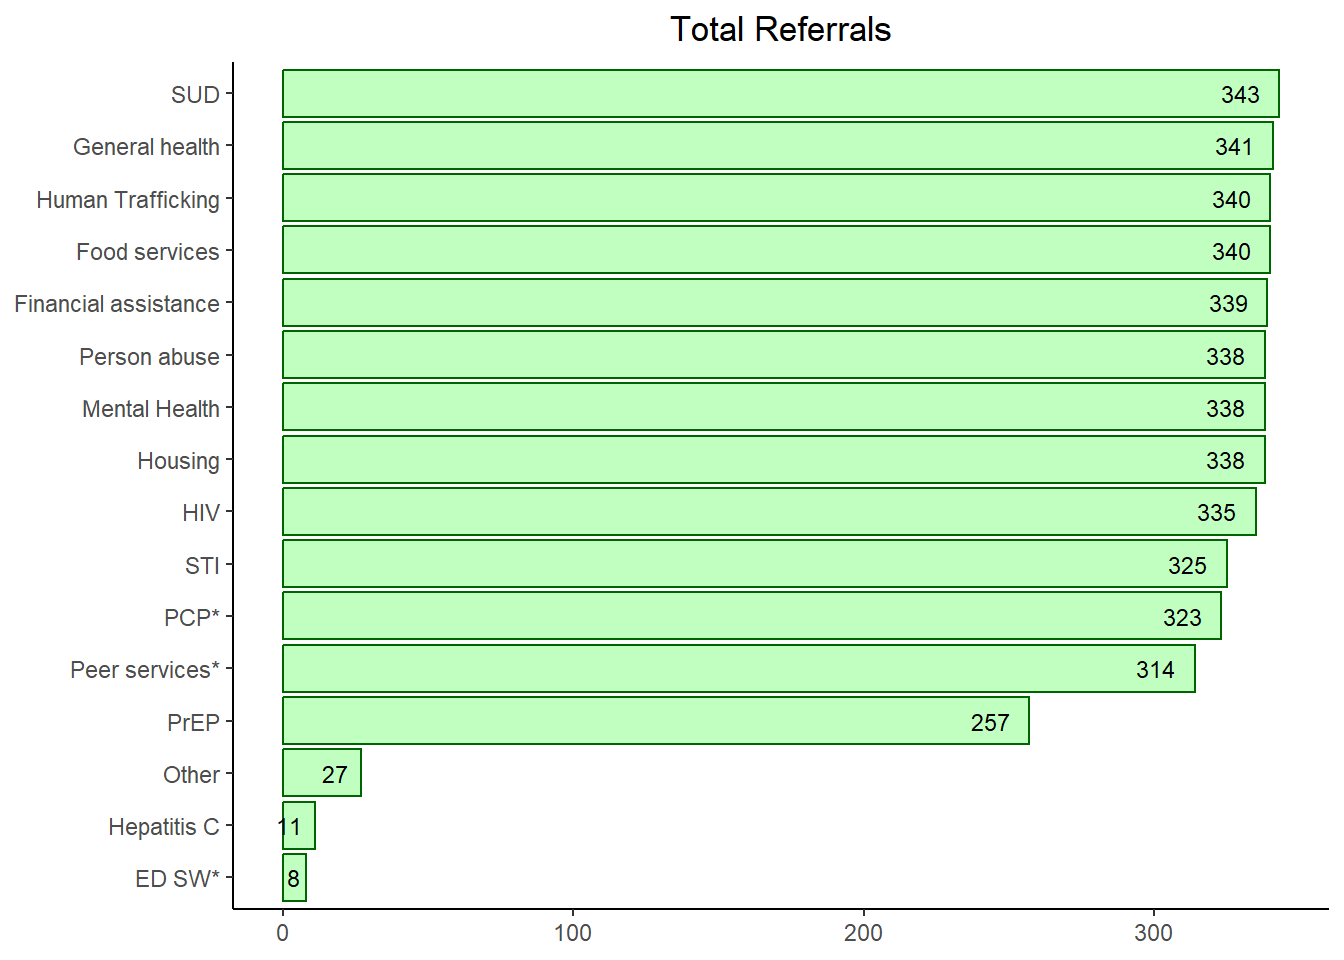 Total Referrals
SUD 343
General health 341
Human Trafficking 340
Food services 340
Financial assistance 339
Person abuse 338
Mental Health 338
Housing 338
HIV 335
STI 325
PCP* 323
Peer services* 314
PrEP 257
Other 27
Hepatitis C 11
ED SW* 8
0 100 200 300